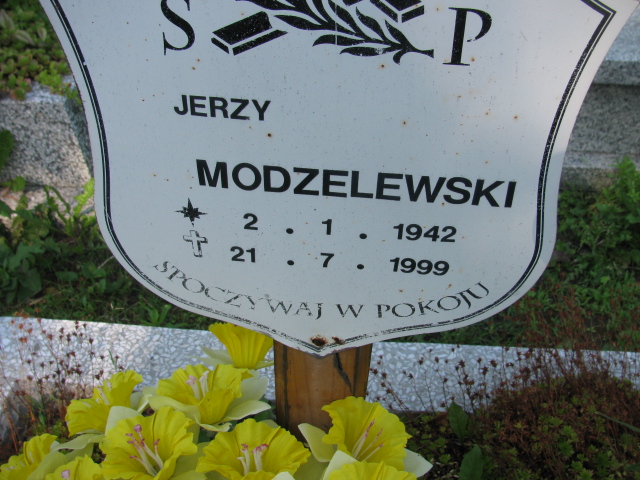 S P
JERZY
MODZELEWSKI
2 . 1 . 1942
21 . 7 . 1999
SPOCZYWAJ W POKOJU